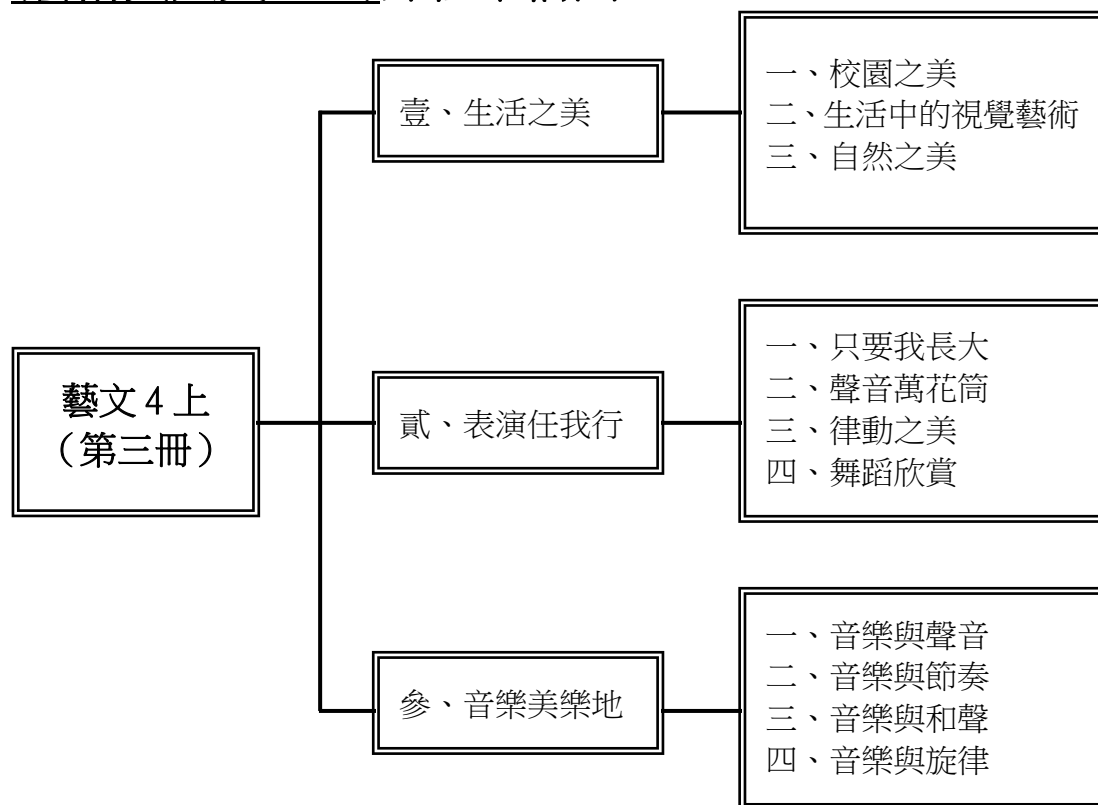 壹、生活之美
一、校園之美
二、生活中的視覺藝術
三、自然之美
藝文4上
（第三冊）
貳、表演任我行
一、只要我長大
二、聲音萬花筒
三、律動之美
四、舞蹈欣賞
參、音樂美樂地
一、音樂與聲音
二、音樂與節奏
三、音樂與和聲
四、音樂與旋律